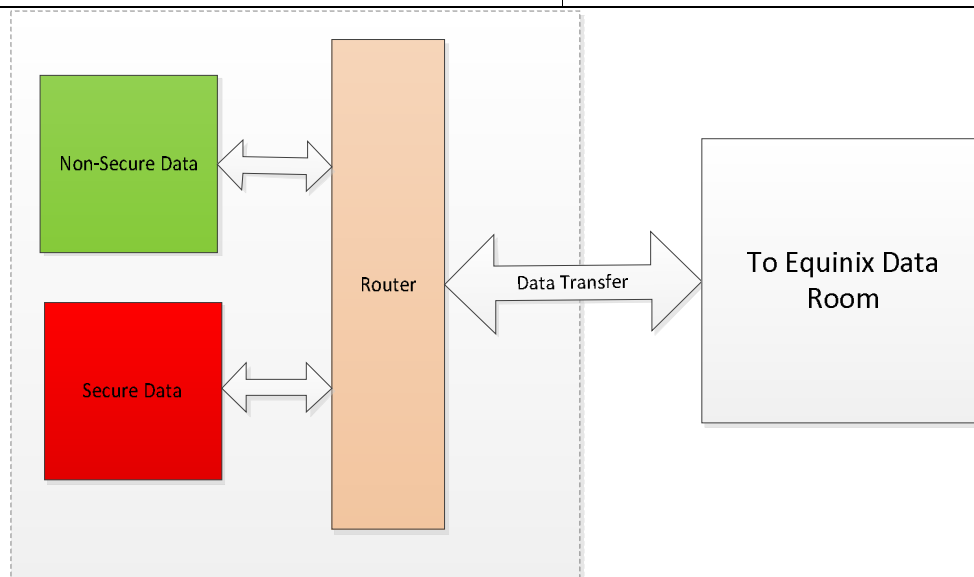 Non-Secure Data
Router
Data Transfer
To Equinix Data
Room
Secure Data